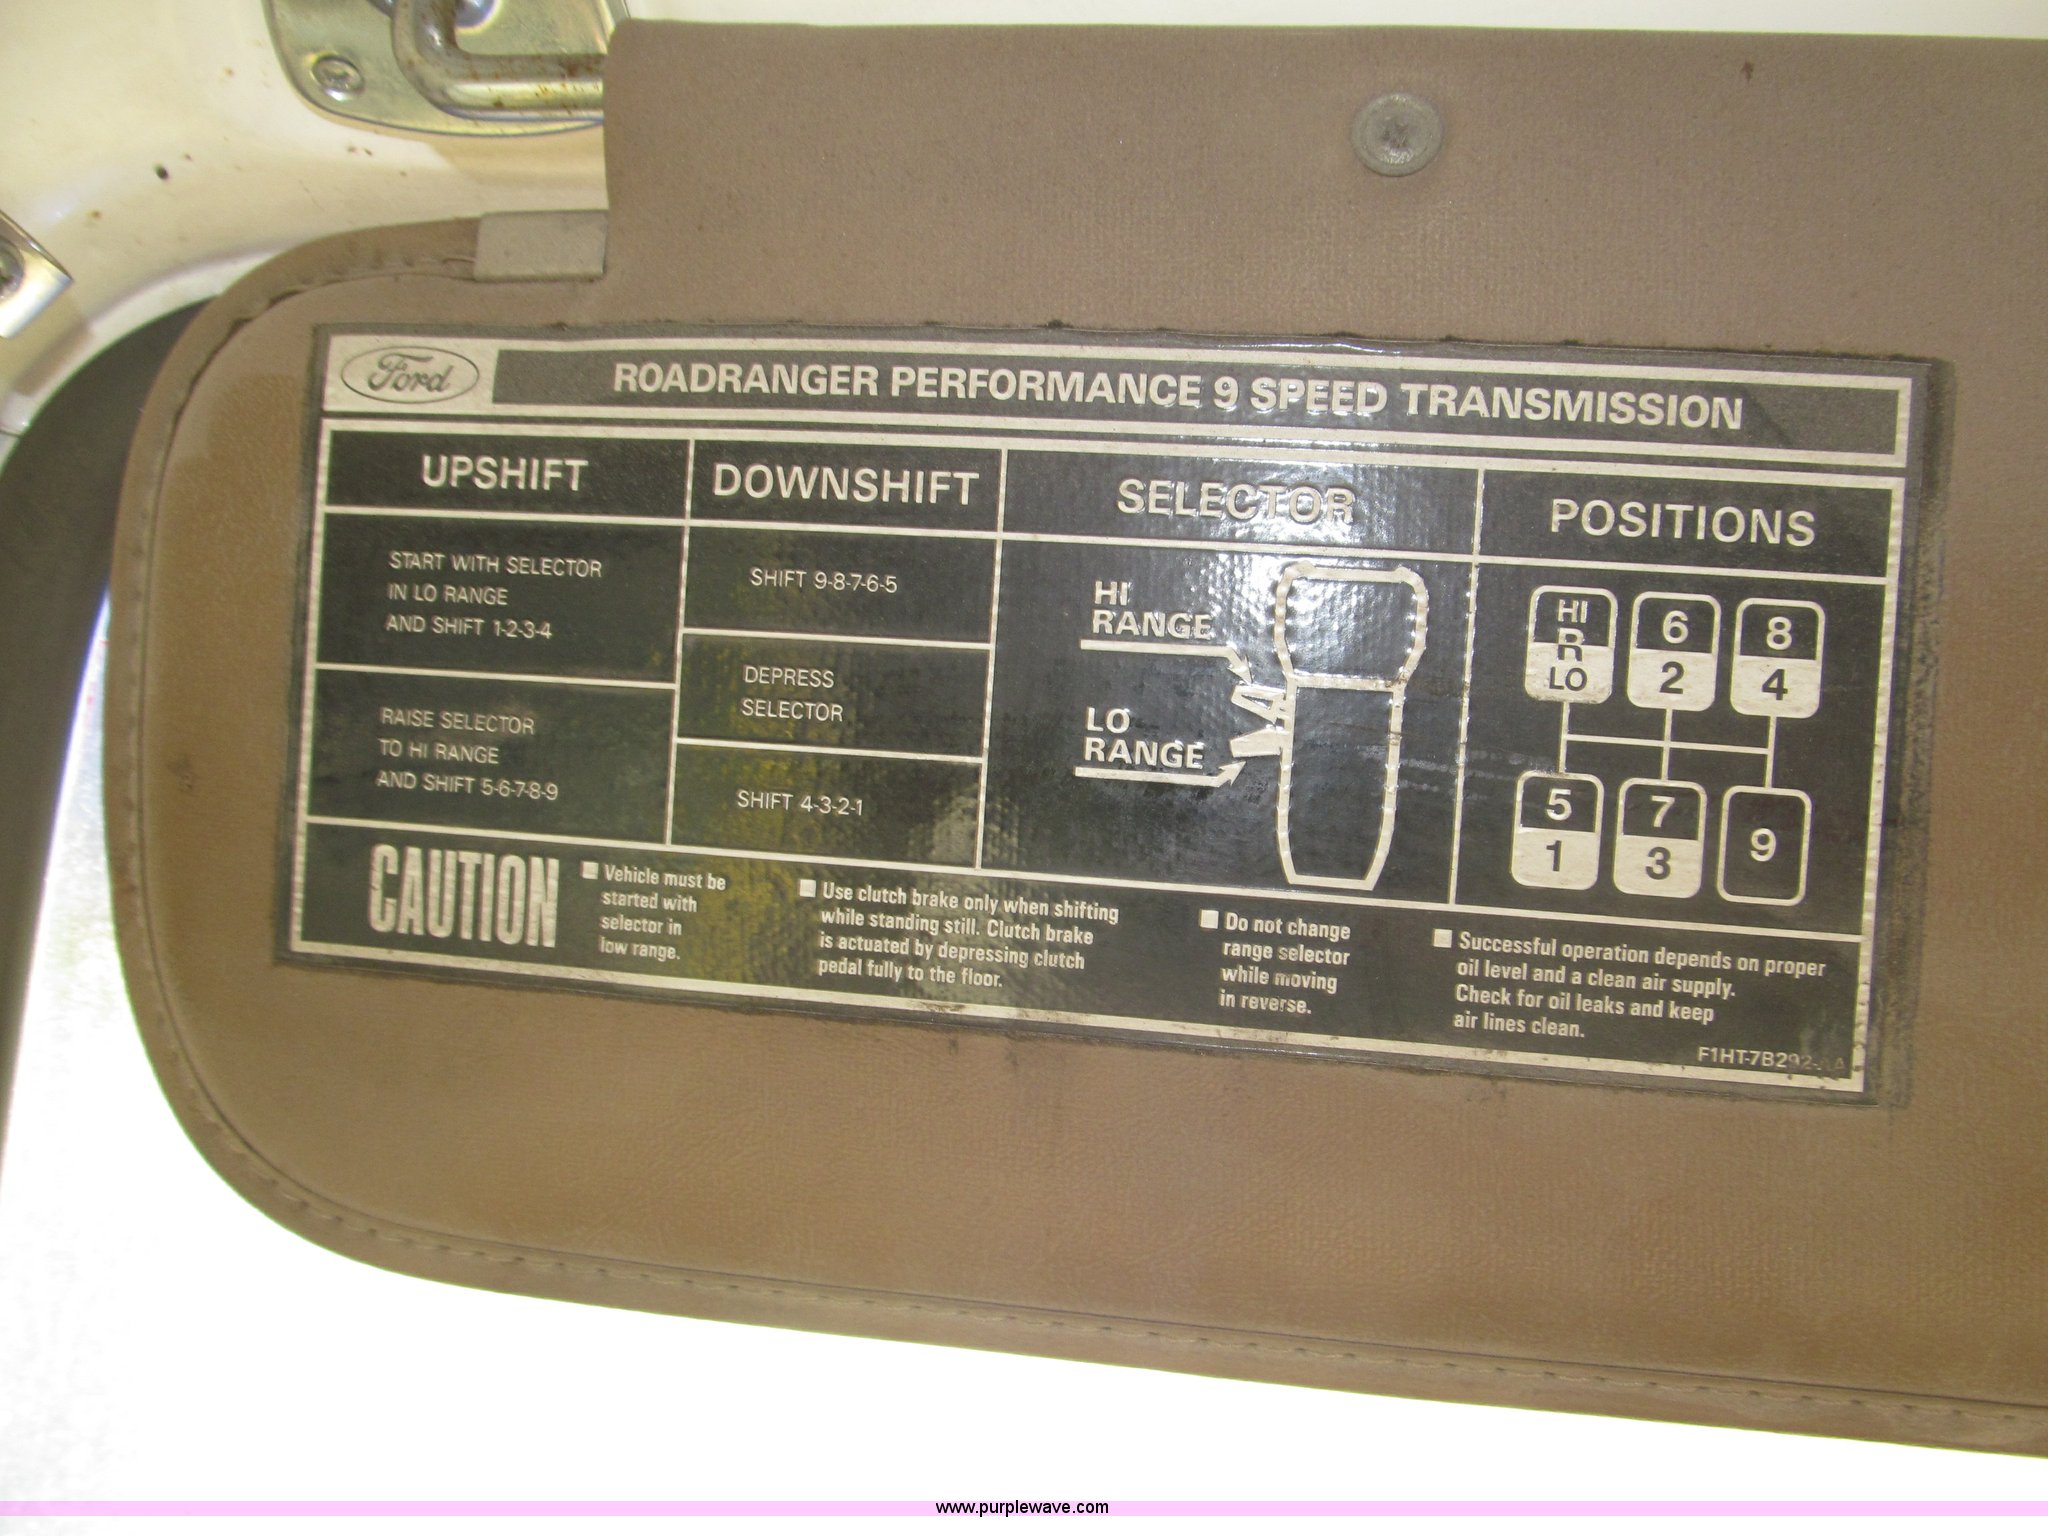 Ford
ROADRANGER PERFORMANCE 9 SPEED TRANSMISSION
UPSHIFT
START WITH SELECTOR
IN LO RANGE
AND SHIFT 1-2-3-4
RAISE SELECTOR
TO HI RANGE
AND SHIFT 5-6-7-8-9
DOWNSHIFT
SHIFT 9-8-7-6-5
DEPRESS
SELECTOR
SHIFT 4-3-2-1
SELECTOR
HI
RANGE
LO
RANGE
POSITIONS
HI 6 8
R
LO 2 4
5 7 9
1 3
CAUTION
■ Vehicle must be
started with
selector in
low range.
■ Use clutch brake only when shifting
while standing still. Clutch brake
is actuated by depressing clutch
pedal fully to the floor.
■ Do not change
range selector
while moving
in reverse.
■ Successful operation depends on proper
oil level and a clean air supply.
Check for oil leaks and keep
air lines clean.
F1HT-7B292-AA
www.purplewave.com